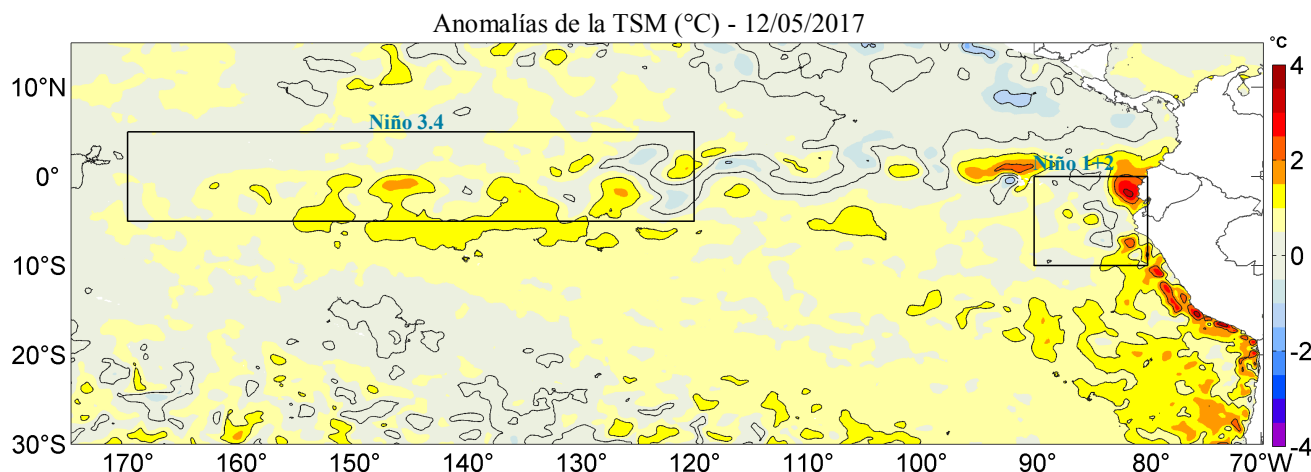 Anomalías de la TSM (°C) - 12/05/2017
°C
4
10°N
Niño 3.4
2
0°
Niño 1+2
0
10°S
-2
20°S
30°S
-4
170 160 150 140 130 120 110 100 90 80 70°W